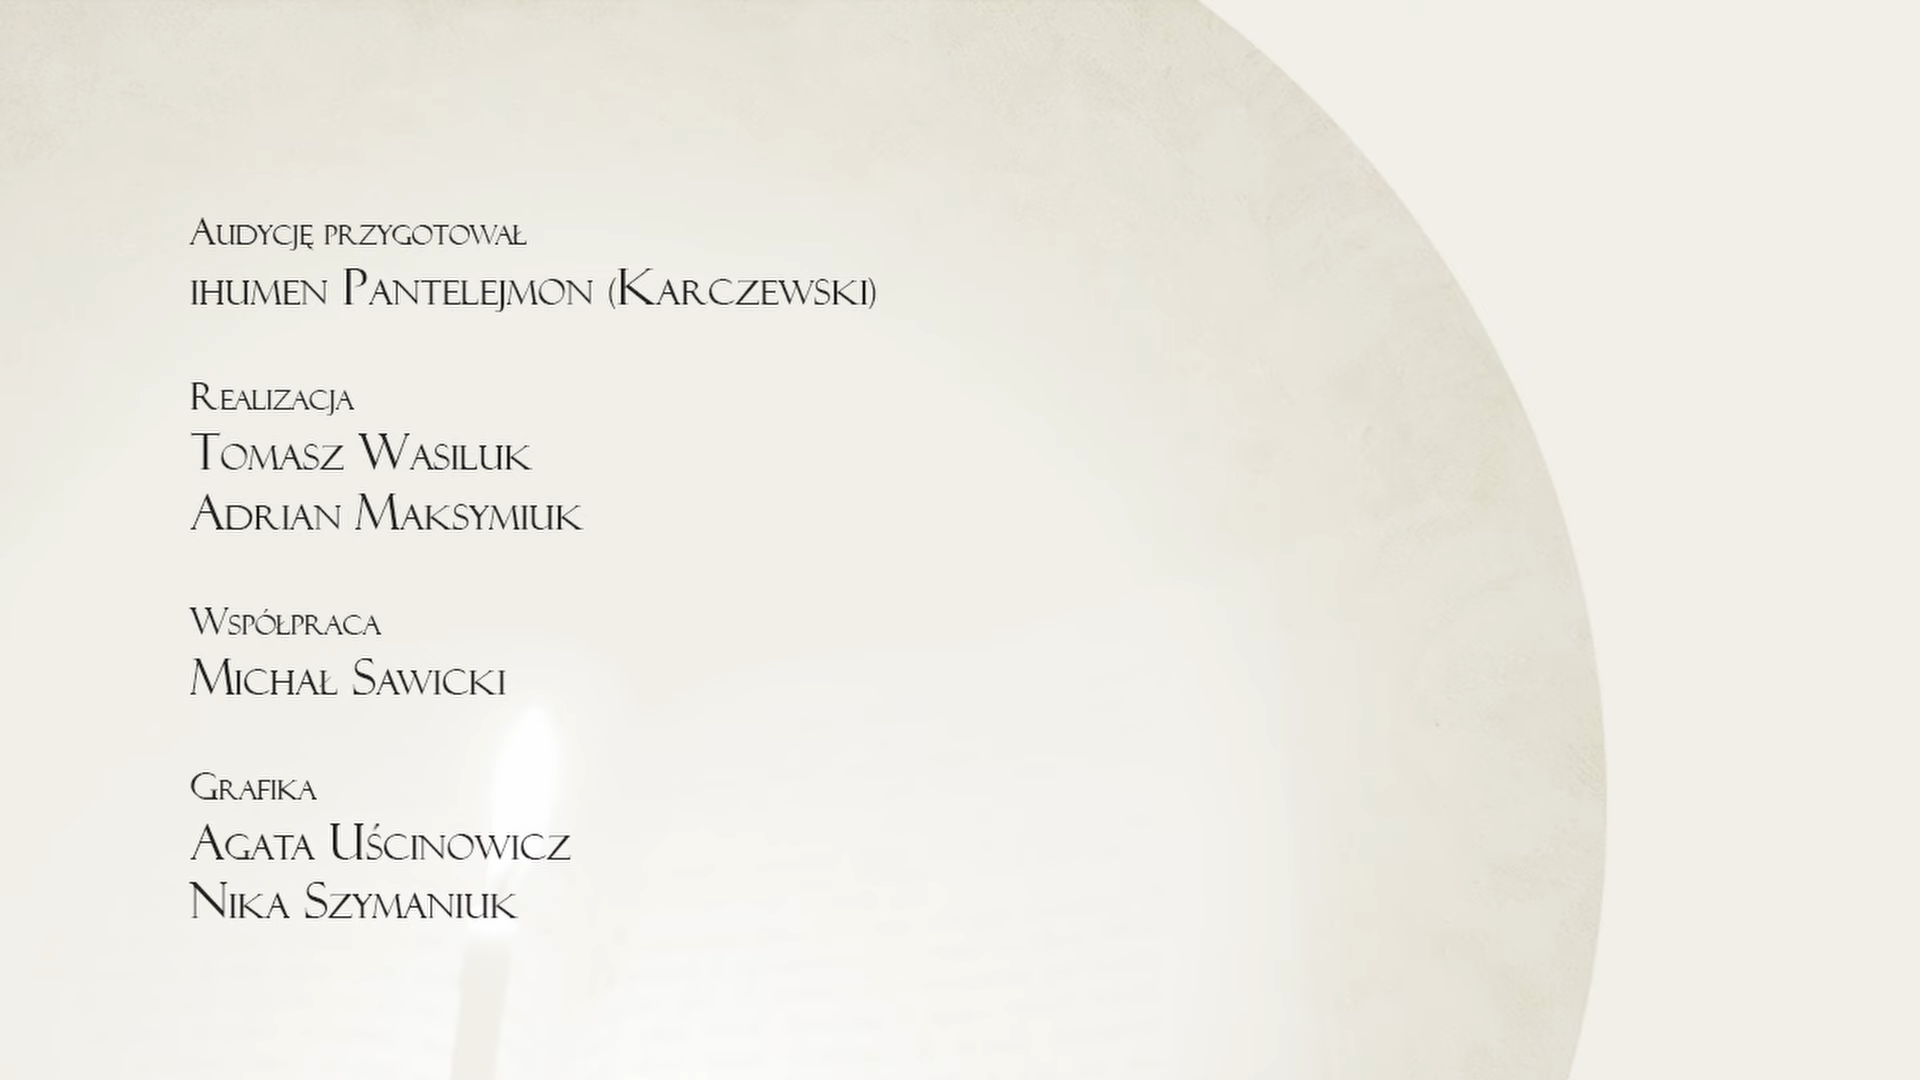 Audycję przygotował
ihumen Pantelejmon (Karczewski)
Realizacja
Tomasz Wasiluk
Adrian Maksymiuk
Współpraca
Michał Sawicki
Grafika
Agata Uścinowicz
Nika Szymaniuk